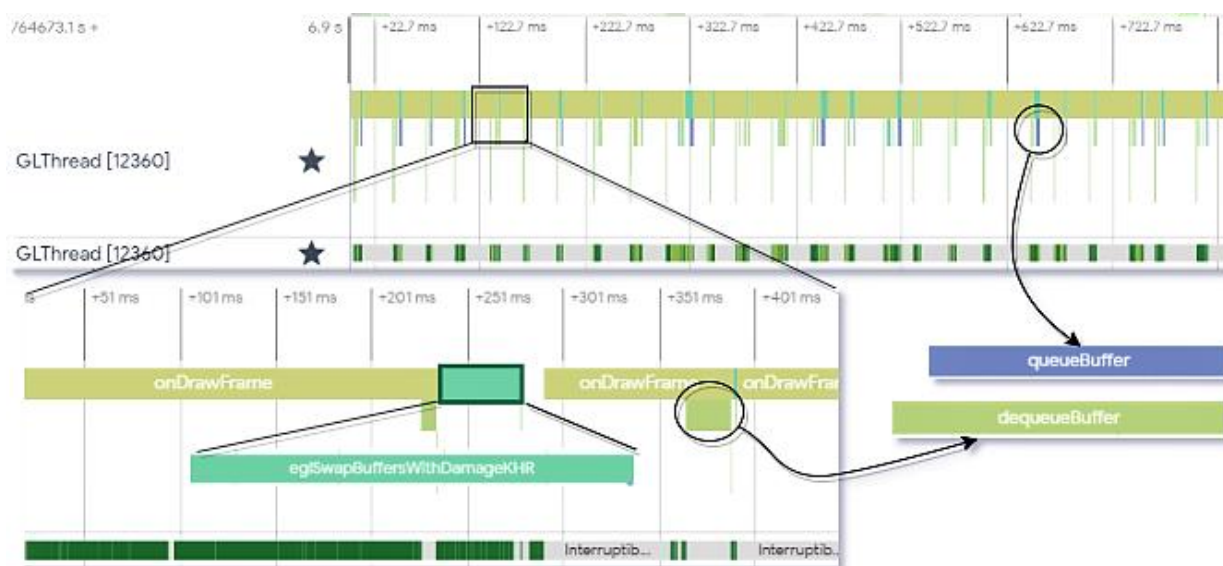 764673.1 s +
6.9 s
+22.7 ms
+122.7 ms
+222.7 ms
+322.7 ms
+422.7 ms
+522.7 ms
+622.7 ms
+722.7 ms
GLThread [12360]
GLThread [12360]
s
+51 ms
+101 ms
+151 ms
+201 ms
+251 ms
+301 ms
+351 ms
+401 ms
onDrawFrame
onDrawFrame
onDrawFrar
queueBuffer
dequeueBuffer
eglSwapBuffersWithDamageKHR
Interruptib...
Interruptib..